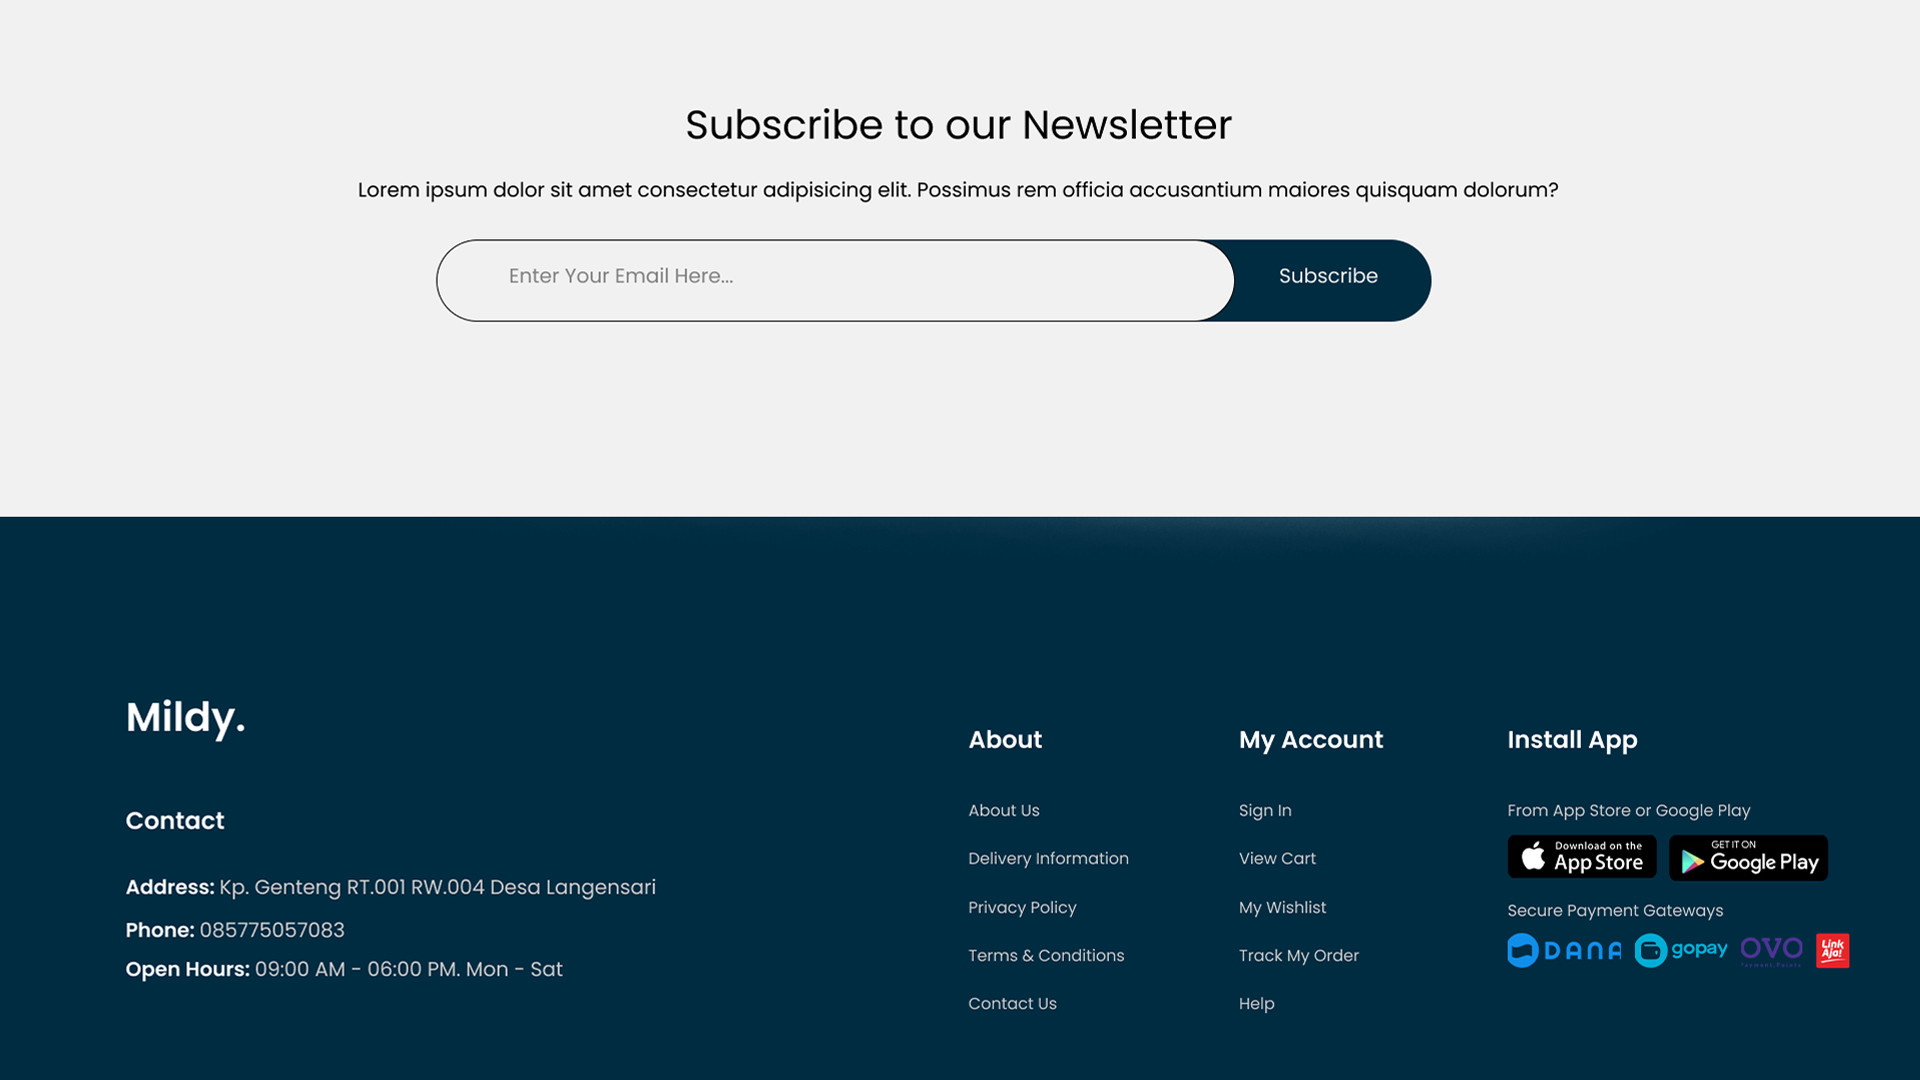 Subscribe to our Newsletter
Lorem ipsum dolor sit amet consectetur adipisicing elit. Possimus rem officia accusantium maiores quisquam dolorum?
Enter Your Email Here...
Subscribe
Mildy.
Contact
Address: Kp. Genteng RT.001 RW.004 Desa Langensari
Phone: 085775057083
Open Hours: 09:00 AM - 06:00 PM. Mon - Sat
About
About Us
Delivery Information
Privacy Policy
Terms & Conditions
Contact Us
My Account
Sign In
View Cart
My Wishlist
Track My Order
Help
Install App
From App Store or Google Play
Download on the
App Store
GET IT ON
Google Play
Secure Payment Gateways
DANA
gopay
OVO
Payment.Points
Link
Aja!